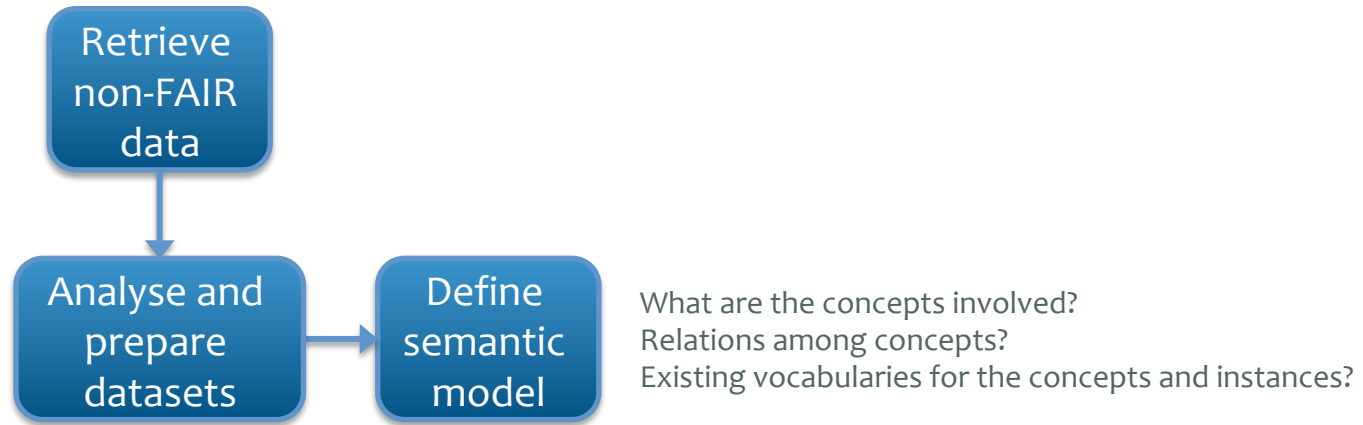 Retrieve
non-FAIR
data
Analyse and
prepare
datasets
Define
semantic
model
What are the concepts involved?
Relations among concepts?
Existing vocabularies for the concepts and instances?